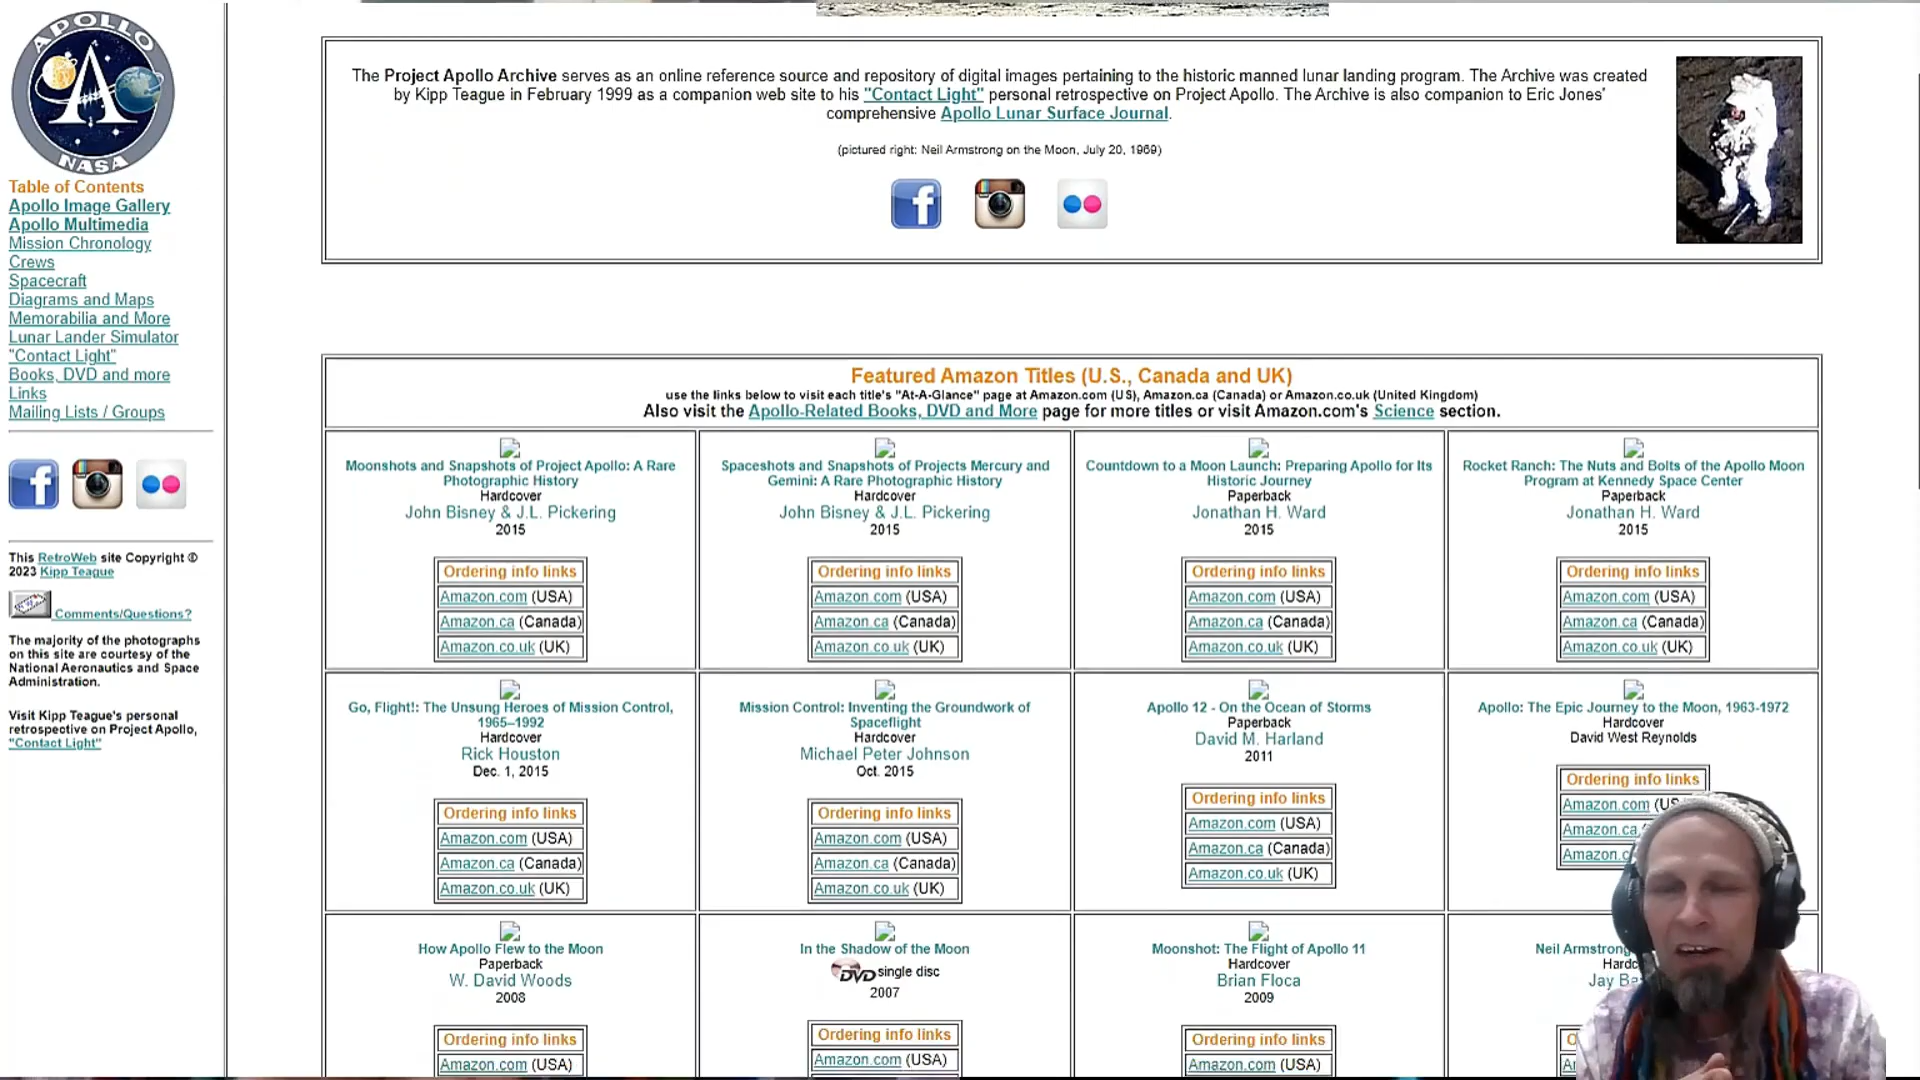 APOLLO
NASA
Table of Contents
Apollo Image Gallery
Apollo Multimedia
Mission Chronology
Crews
Spacecraft
Diagrams and Maps
Memorabilia and More
Lunar Lander Simulator
"Contact Light"
Books, DVD and more
Links
Mailing Lists / Groups
This RetroWeb site Copyright ©
2023 Kipp Teague
Comments/Questions?
The majority of the photographs
on this site are courtesy of the
National Aeronautics and Space
Administration.
Visit Kipp Teague's personal
retrospective on Project Apollo,
"Contact Light"
The Project Apollo Archive serves as an online reference source and repository of digital images pertaining to the historic manned lunar landing program. The Archive was created
by Kipp Teague in February 1999 as a companion web site to his "Contact Light" personal retrospective on Project Apollo. The Archive is also companion to Eric Jones'
comprehensive Apollo Lunar Surface Journal.
(pictured right: Neil Armstrong on the Moon, July 20, 1969)
Featured Amazon Titles (U.S., Canada and UK)
use the links below to visit each title's "At-A-Glance" page at Amazon.com (US), Amazon.ca (Canada) or Amazon.co.uk (United Kingdom)
Also visit the Apollo-Related Books, DVD and More page for more titles or visit Amazon.com's Science section.
Moonshots and Snapshots of Project Apollo: A Rare
Photographic History
Hardcover
John Bisney & J.L. Pickering
2015
Ordering info links
Amazon.com (USA)
Amazon.ca (Canada)
Amazon.co.uk (UK)
Spaceshots and Snapshots of Projects Mercury and
Gemini: A Rare Photographic History
Hardcover
John Bisney & J.L. Pickering
2015
Ordering info links
Amazon.com (USA)
Amazon.ca (Canada)
Amazon.co.uk (UK)
Countdown to a Moon Launch: Preparing Apollo for Its
Historic Journey
Paperback
Jonathan H. Ward
2015
Ordering info links
Amazon.com (USA)
Amazon.ca (Canada)
Amazon.co.uk (UK)
Rocket Ranch: The Nuts and Bolts of the Apollo Moon
Program at Kennedy Space Center
Paperback
Jonathan H. Ward
2015
Ordering info links
Amazon.com (USA)
Amazon.ca (Canada)
Amazon.co.uk (UK)
Go, Flight!: The Unsung Heroes of Mission Control,
1965–1992
Hardcover
Rick Houston
Dec. 1, 2015
Ordering info links
Amazon.com (USA)
Amazon.ca (Canada)
Amazon.co.uk (UK)
Mission Control: Inventing the Groundwork of
Spaceflight
Hardcover
Michael Peter Johnson
Oct. 2015
Ordering info links
Amazon.com (USA)
Amazon.ca (Canada)
Amazon.co.uk (UK)
Apollo 12 - On the Ocean of Storms
Paperback
David M. Harland
2011
Ordering info links
Amazon.com (USA)
Amazon.ca (Canada)
Amazon.co.uk (UK)
Apollo: The Epic Journey to the Moon, 1963-1972
Hardcover
David West Reynolds
Ordering info links
Amazon.com (US
Amazon.ca
Amazon.c
How Apollo Flew to the Moon
Paperback
W. David Woods
2008
Ordering info links
Amazon.com (USA)
In the Shadow of the Moon
DVD single disc
2007
Ordering info links
Amazon.com (USA)
Moonshot: The Flight of Apollo 11
Hardcover
Brian Floca
2009
Ordering info links
Amazon.com (USA)
Neil Armstrong
Hardc
Jay Ba